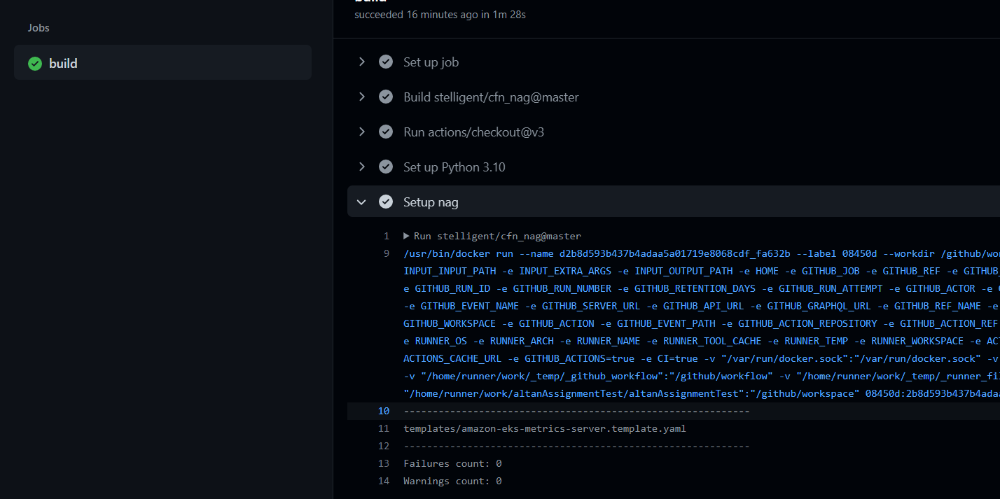 build
succeeded 16 minutes ago in 1m 28s
Jobs
build
Set up job
Build stelligent/cfn_nag@master
Run actions/checkout@v3
Set up Python 3.10
Setup nag
1 Run stelligent/cfn_nag@master
9 /usr/bin/docker run --name d2b8d593b437b4adaa5a01719e8068cdf_fa632b --label 08450d --workdir /github/wor
INPUT_INPUT_PATH -e INPUT_EXTRA_ARGS -e INPUT_OUTPUT_PATH -e HOME -e GITHUB_JOB -e GITHUB_REF -e GITHUB_
e GITHUB_RUN_ID -e GITHUB_RUN_NUMBER -e GITHUB_RETENTION_DAYS -e GITHUB_RUN_ATTEMPT -e GITHUB_ACTOR -e
-e GITHUB_EVENT_NAME -e GITHUB_SERVER_URL -e GITHUB_API_URL -e GITHUB_GRAPHQL_URL -e GITHUB_REF_NAME -e
GITHUB_WORKSPACE -e GITHUB_ACTION -e GITHUB_EVENT_PATH -e GITHUB_ACTION_REPOSITORY -e GITHUB_ACTION_REF
e RUNNER_OS -e RUNNER_ARCH -e RUNNER_NAME -e RUNNER_TOOL_CACHE -e RUNNER_TEMP -e RUNNER_WORKSPACE -e ACT
ACTIONS_CACHE_URL -e GITHUB_ACTIONS=true -e CI=true -v "/var/run/docker.sock":"/var/run/docker.sock" -v
-v "/home/runner/work/_temp/_github_workflow":"/github/workflow" -v "/home/runner/work/_temp/_runner_fil
"/home/runner/work/altanAssignmentTest/altanAssignmentTest":"/github/workspace" 08450d:2b8d593b437b4adaa
10 ------------------------------------------------------------
11 templates/amazon-eks-metrics-server.template.yaml
12 ------------------------------------------------------------
13 Failures count: 0
14 Warnings count: 0